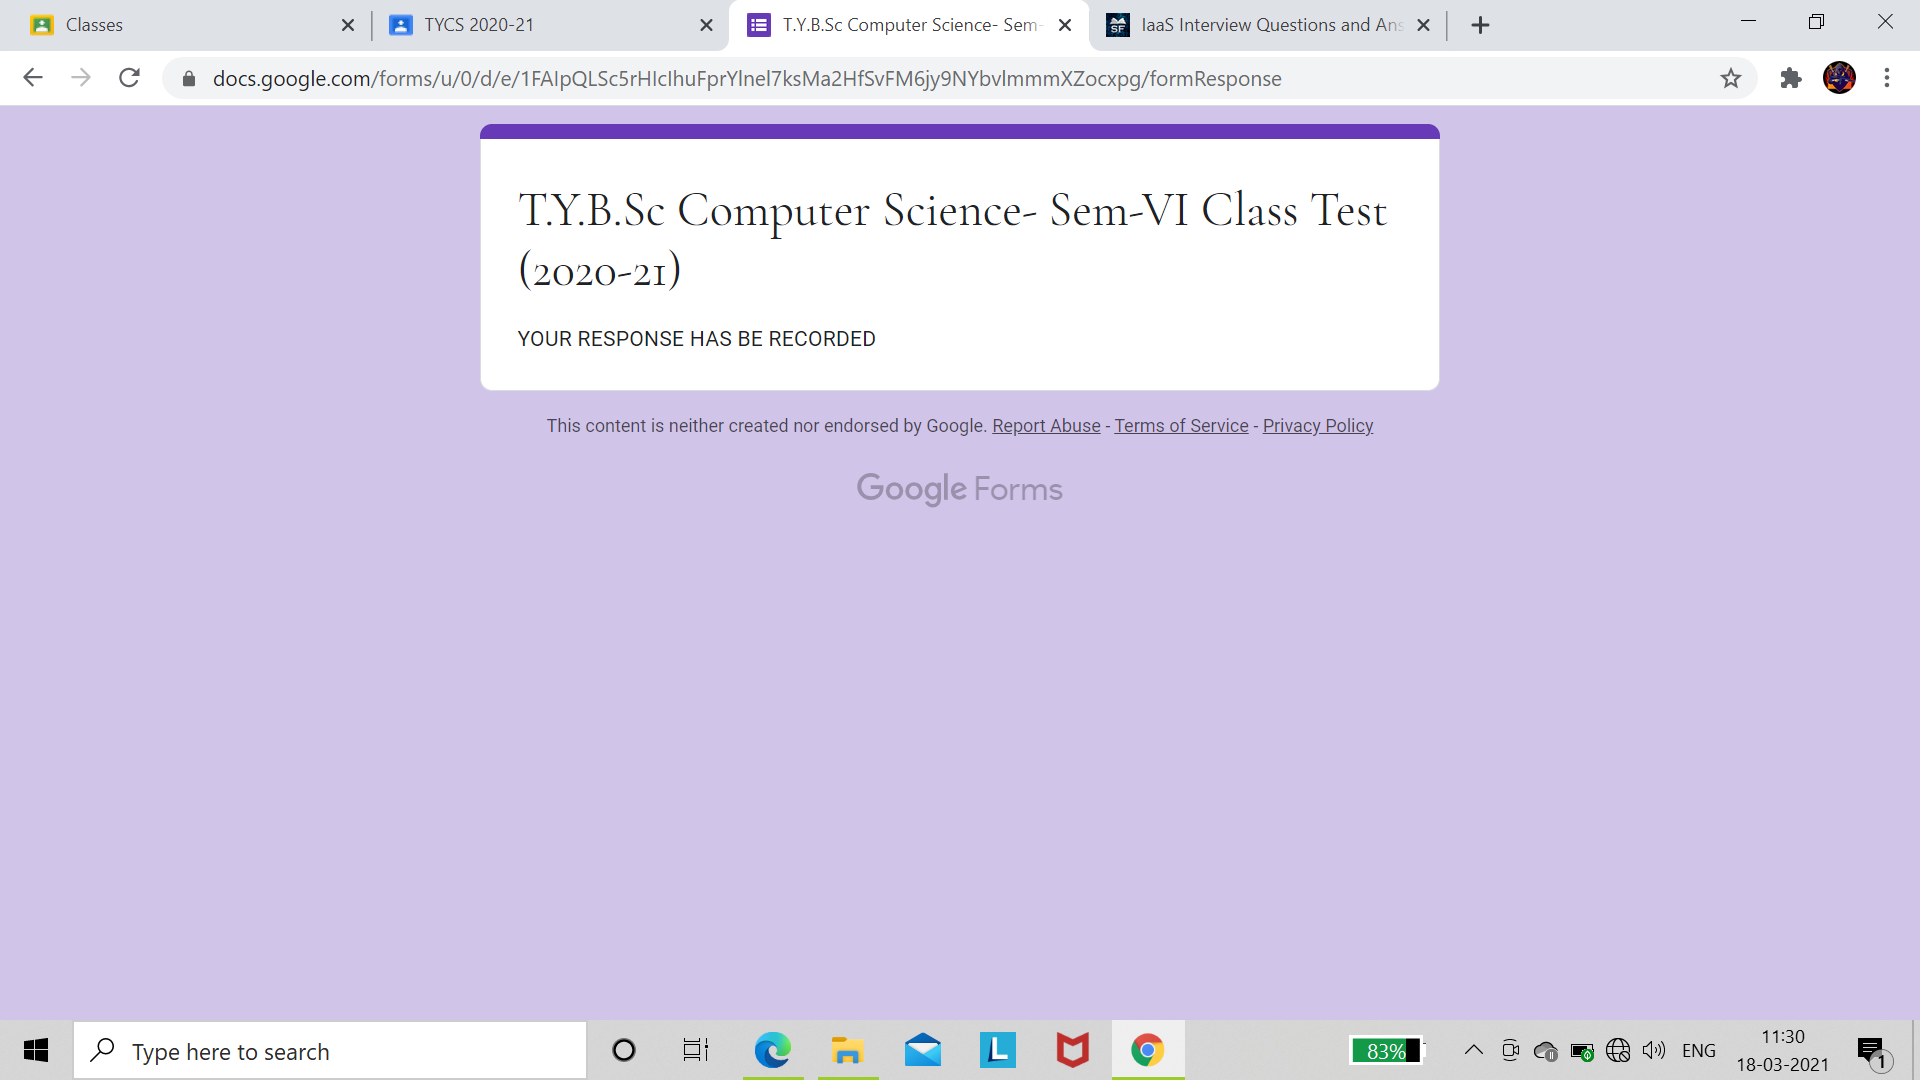 Classes
TYCS 2020-21
T.Y.B.Sc Computer Science- Sem-
IaaS Interview Questions and Ans
SF
docs.google.com/forms/u/0/d/e/1FAIpQLSc5rHIcIhuFprYlnel7ksMa2HfSvFM6jy9NYbvlmmmXZocxpg/formResponse
T.Y.B.Sc Computer Science- Sem-VI Class Test
(2020-21)
YOUR RESPONSE HAS BE RECORDED
This content is neither created nor endorsed by Google. Report Abuse - Terms of Service - Privacy Policy
Google Forms
Type here to search
L
83%
ENG
11:30
18-03-2021
1